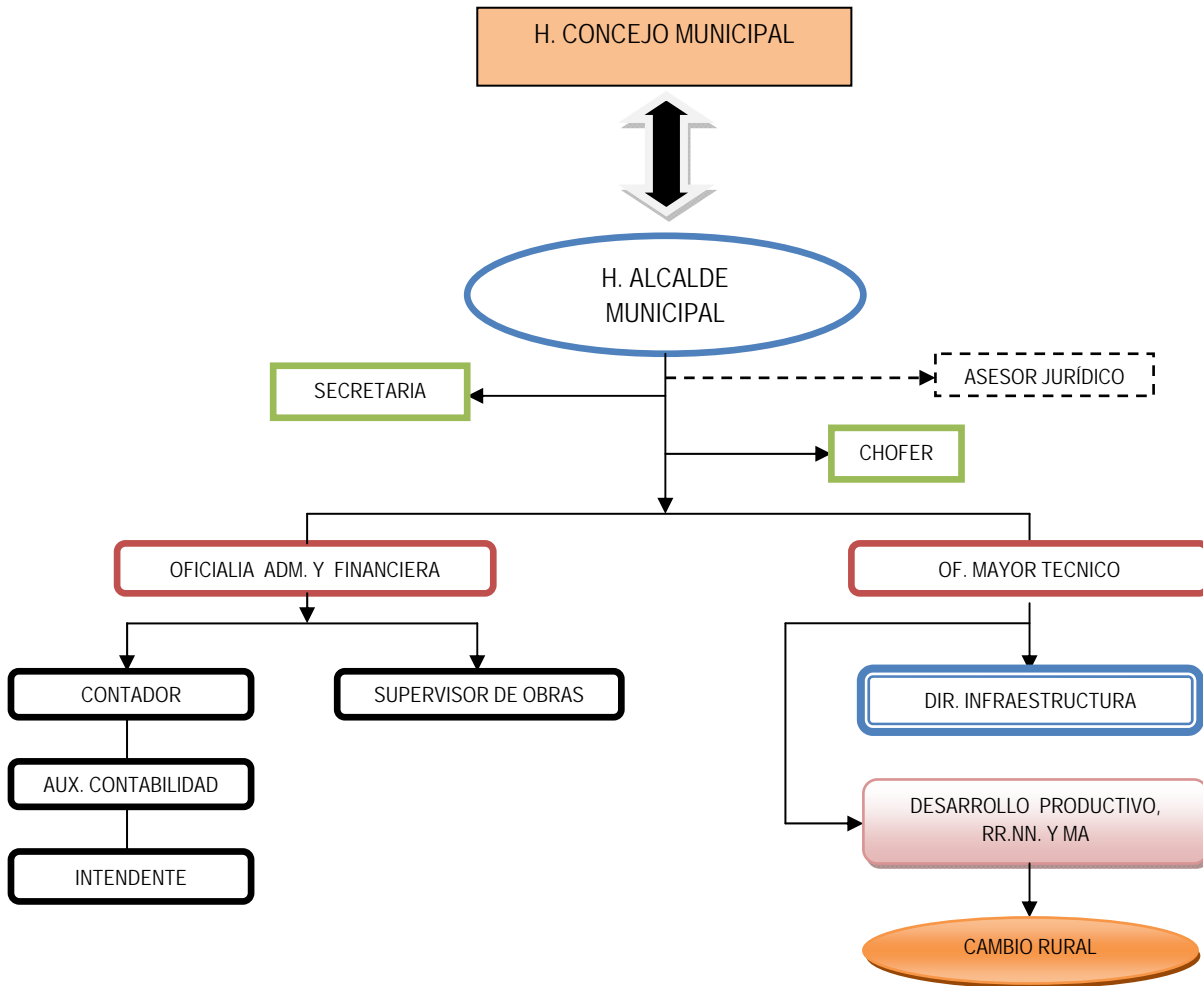 H. CONCEJO MUNICIPAL
H. ALCALDE
MUNICIPAL
ASESOR JURÍDICO
SECRETARIA
CHOFER
OFICIALIA ADM. Y FINANCIERA
OF. MAYOR TECNICO
CONTADOR
SUPERVISOR DE OBRAS
DIR. INFRAESTRUCTURA
AUX. CONTABILIDAD
DESARROLLO PRODUCTIVO,
RR.NN. Y MA
INTENDENTE
CAMBIO RURAL